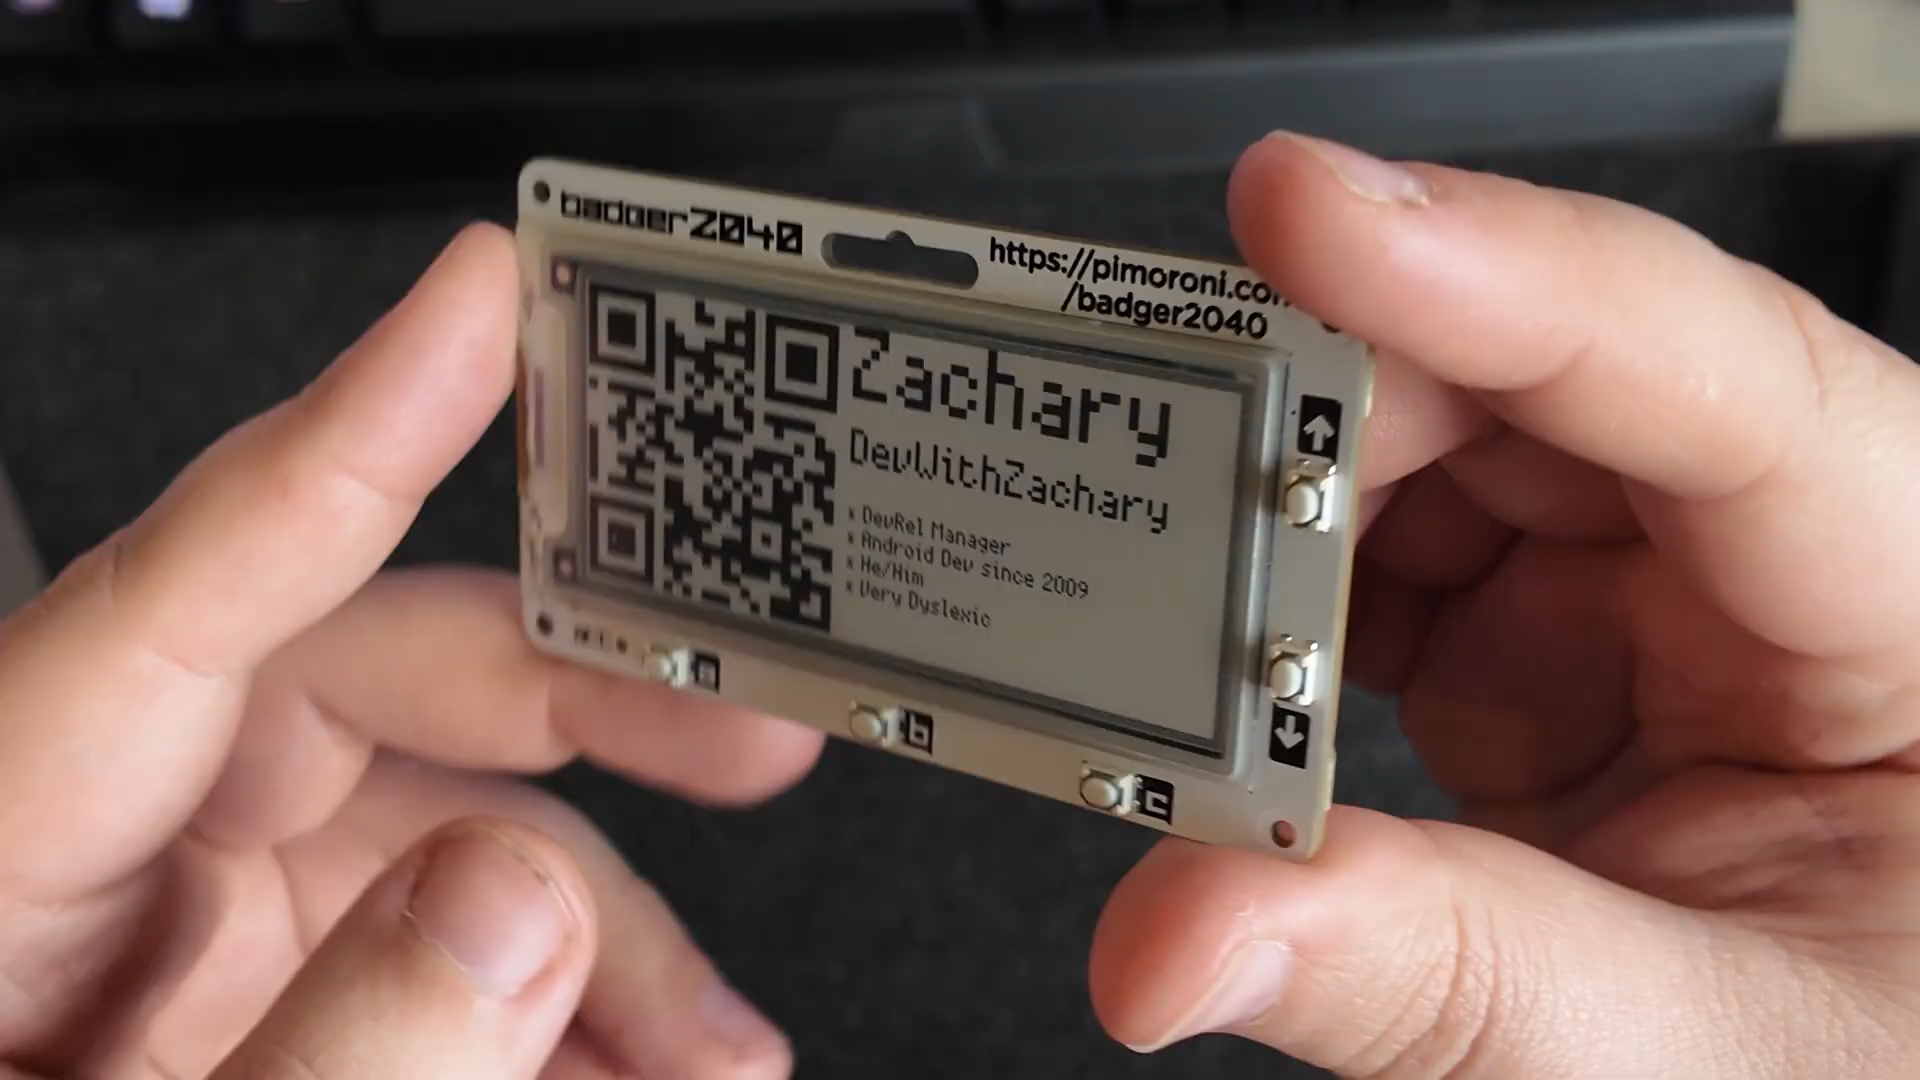 badger2040
https://pimoroni.com
/badger2040
Zachary
DevWithZachary
* DevRel Manager
* Android Dev since 2009
* He/Him
* Very Dyslexic
a
b
c